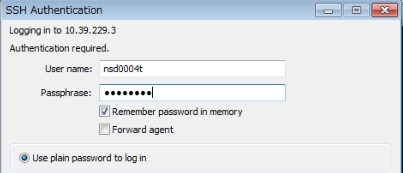 SSH Authentication
Logging in to 10.39.229.3
Authentication required.
User name: nsd0004t
Passphrase: ••••••••
Remember password in memory
Forward agent
Use plain password to log in